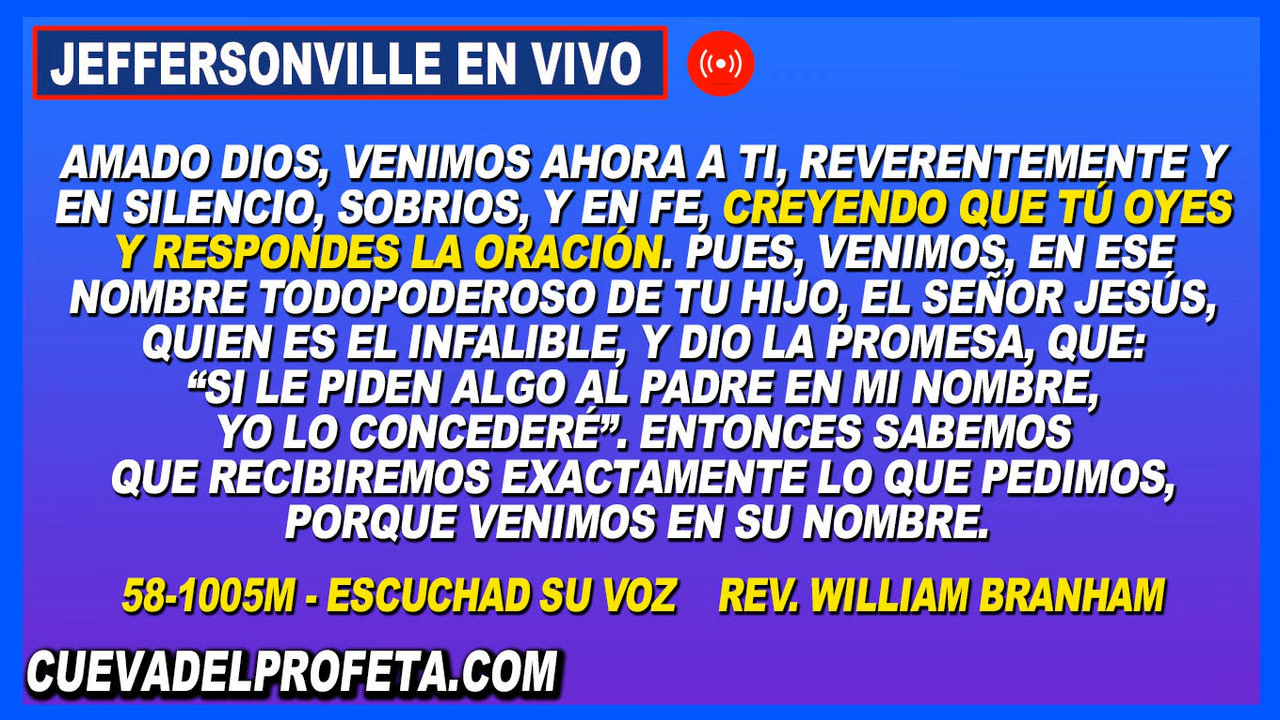 JEFFERSONVILLE EN VIVO
AMADO DIOS, VENIMOS AHORA A TI, REVERENTEMENTE Y
EN SILENCIO, SOBRIOS, Y EN FE, CREYENDO QUE TÚ OYES
Y RESPONDES LA ORACIÓN. PUES, VENIMOS, EN ESE
NOMBRE TODOPODEROSO DE TU HIJO, EL SEÑOR JESÚS,
QUIEN ES EL INFALIBLE, Y DIO LA PROMESA, QUE:
“SI LE PIDEN ALGO AL PADRE EN MI NOMBRE,
YO LO CONCEDERÉ”. ENTONCES SABEMOS
QUE RECIBIREMOS EXACTAMENTE LO QUE PEDIMOS,
PORQUE VENIMOS EN SU NOMBRE.
58-1005M - ESCUCHAD SU VOZ REV. WILLIAM BRANHAM
CUEVADELPROFETA.COM